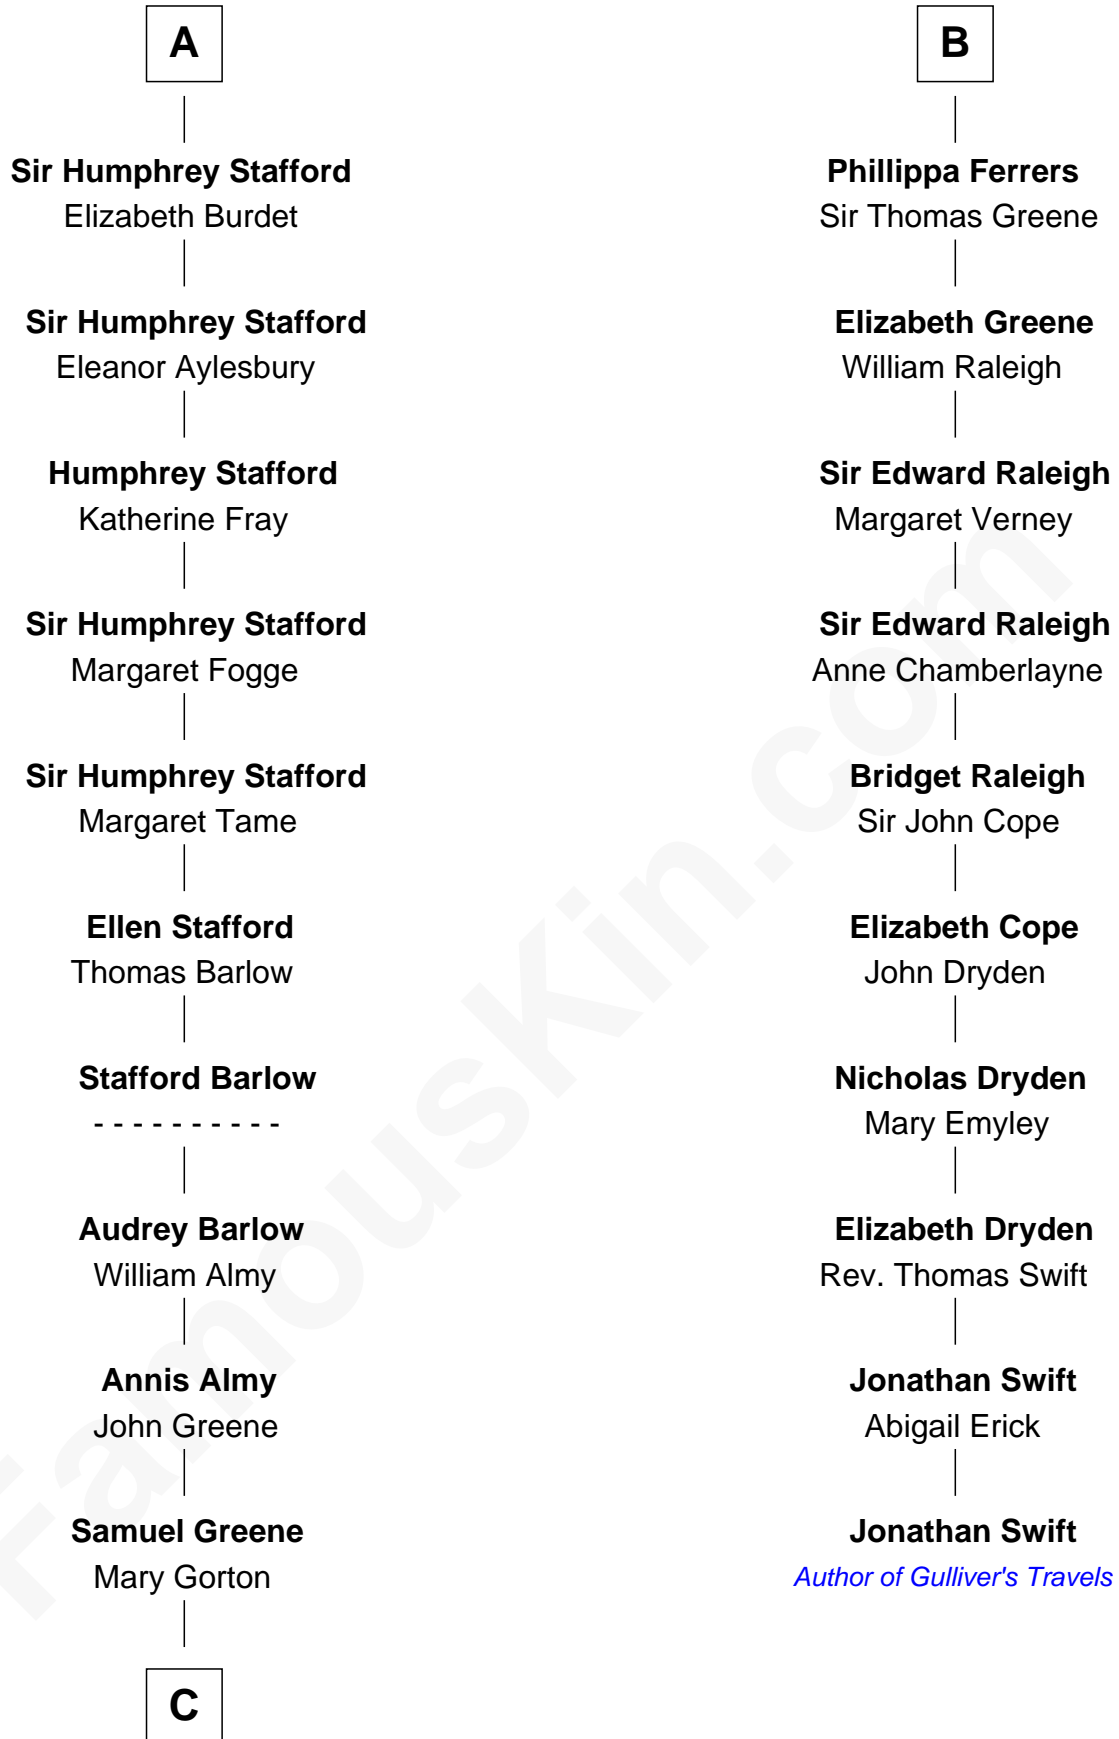 A
Sir Humphrey Stafford
Elizabeth Burdet
Sir Humphrey Stafford
Eleanor Aylesbury
Humphrey Stafford
Katherine Fray
Sir Humphrey Stafford
Margaret Fogge
Sir Humphrey Stafford
Margaret Tame
Ellen Stafford
Thomas Barlow
Stafford Barlow
- - - - - - - - - -
Audrey Barlow
William Almy
Annis Almy
John Greene
Samuel Greene
Mary Gorton
C
B
Phillippa Ferrers
Sir Thomas Greene
Elizabeth Greene
William Raleigh
Sir Edward Raleigh
Margaret Verney
Sir Edward Raleigh
Anne Chamberlayne
Bridget Raleigh
Sir John Cope
Elizabeth Cope
John Dryden
Nicholas Dryden
Mary Emyley
Elizabeth Dryden
Rev. Thomas Swift
Jonathan Swift
Abigail Erick
Jonathan Swift
Author of Gulliver's Travels
FamousKin.com